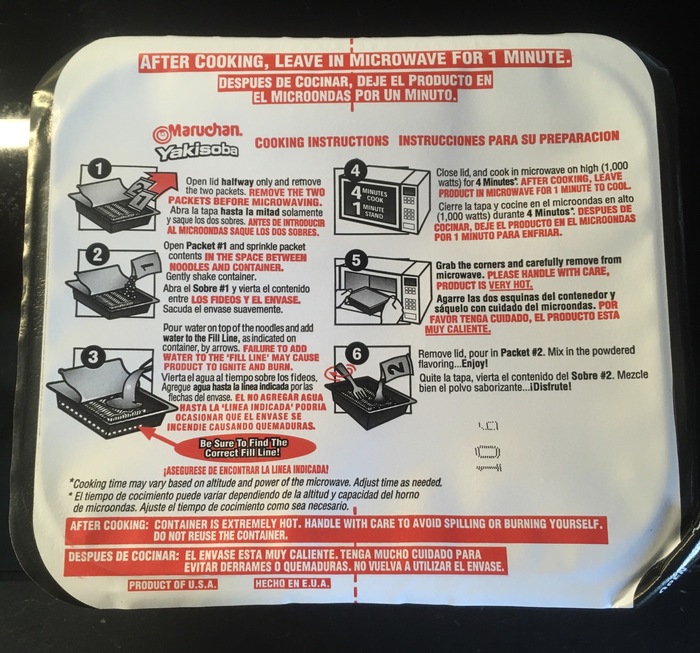 AFTER COOKING, LEAVE IN MICROWAVE FOR 1 MINUTE.
DESPUES DE COCINAR, DEJE EL PRODUCTO EN
EL MICROONDAS POR UN MINUTO.
Maruchan.
Yakisoba
COOKING INSTRUCTIONS INSTRUCCIONES PARA SU PREPARACION
1
Open lid halfway only and remove
the two packets. REMOVE THE TWO
PACKETS BEFORE MICROWAVING.
Abra la tapa hasta la mitad solamente
y saque los dos sobres. ANTES DE INTRODUCIR
AL MICROONDAS SAQUE LOS DOS SOBRES.
2
1
Open Packet #1 and sprinkle packet
contents IN THE SPACE BETWEEN
NOODLES AND CONTAINER.
Gently shake container.
Abra el Sobre #1 y vierta el contenido
entre LOS FIDEOS Y EL ENVASE.
Sacuda el envase suavemente.
3
Pour water on top of the noodles and add
water to the Fill Line, as indicated on
container, by arrows. FAILURE TO ADD
WATER TO THE 'FILL LINE' MAY CAUSE
PRODUCT TO IGNITE AND BURN.
Vierta el agua al tiempo sobre los fideos.
Agregue agua hasta la línea indicada por las
flechas del envase. EL NO AGREGAR AGUA
HASTA LA 'LINEA INDICADA' PODRIA
OCASIONAR QUE EL ENVASE SE
INCENDIE CAUSANDO QUEMADURAS.
Be Sure To Find The
Correct Fill Line!
¡ASEGURESE DE ENCONTRAR LA LINEA INDICADA!
4
4 MINUTES COOK
1 MINUTE STAND
Close lid, and cook in microwave on high (1,000
watts) for 4 Minutes*. AFTER COOKING, LEAVE
PRODUCT IN MICROWAVE FOR 1 MINUTE TO COOL.
Cierre la tapa y cocine en el microondas en alto
(1,000 watts) durante 4 Minutos*. DESPUES DE
COCINAR, DEJE EL PRODUCTO EN EL MICROONDAS
POR 1 MINUTO PARA ENFRIAR.
5
Grab the corners and carefully remove from
microwave. PLEASE HANDLE WITH CARE,
PRODUCT IS VERY HOT.
Agarre las dos esquinas del contenedor y
sáquelo con cuidado del microondas. POR
FAVOR TENGA CUIDADO, EL PRODUCTO ESTA
MUY CALIENTE.
6
2
Remove lid, pour in Packet #2. Mix in the powdered
flavoring...Enjoy!
Quite la tapa, vierta el contenido del Sobre #2. Mezcle
bien el polvo saborizante...¡Disfrute!
*Cooking time may vary based on altitude and power of the microwave. Adjust time as needed.
* El tiempo de cocimiento puede variar dependiendo de la altitud y capacidad del horno
de microondas. Ajuste el tiempo de cocimiento como sea necesario.
AFTER COOKING: CONTAINER IS EXTREMELY HOT. HANDLE WITH CARE TO AVOID SPILLING OR BURNING YOURSELF.
DO NOT REUSE THE CONTAINER.
DESPUES DE COCINAR: EL ENVASE ESTA MUY CALIENTE. TENGA MUCHO CUIDADO PARA
EVITAR DERRAMES O QUEMADURAS. NO VUELVA A UTILIZAR EL ENVASE.
PRODUCT OF U.S.A. HECHO EN E.U.A.